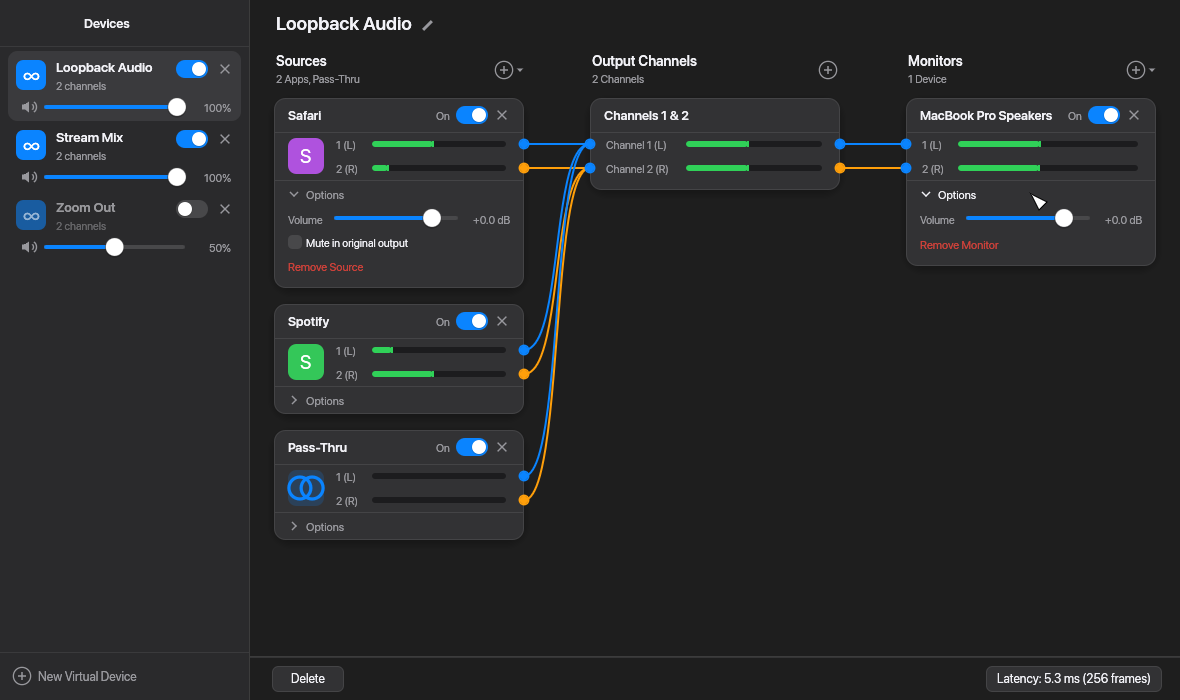 Devices
Loopback Audio
2 channels
100%
Stream Mix
2 channels
100%
Zoom Out
2 channels
50%
New Virtual Device
Loopback Audio
Sources
2 Apps, Pass-Thru
Output Channels
2 Channels
Monitors
1 Device
Safari On
S
1 (L)
2 (R)
Options
Volume +0.0 dB
Mute in original output
Remove Source
Spotify On
S
1 (L)
2 (R)
Options
Pass-Thru On
1 (L)
2 (R)
Options
Channels 1 & 2
Channel 1 (L)
Channel 2 (R)
MacBook Pro Speakers On
1 (L)
2 (R)
Options
Volume +0.0 dB
Remove Monitor
Delete
Latency: 5.3 ms (256 frames)